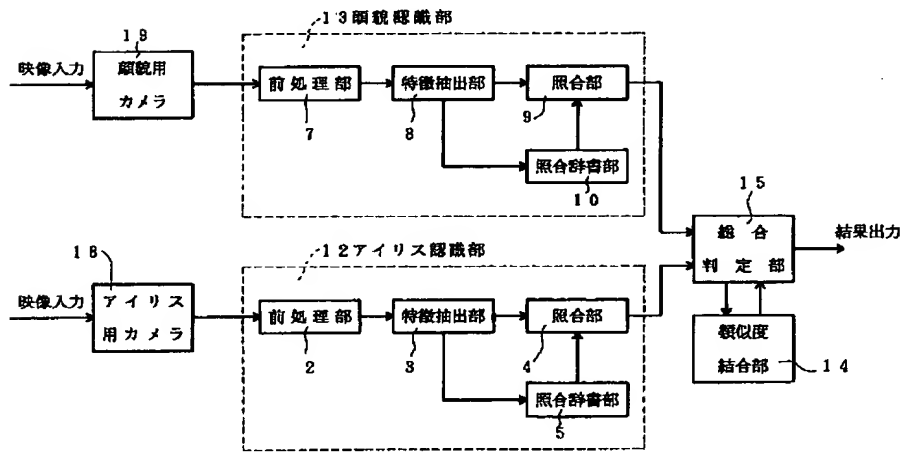 13顔貌認識部
19
映像入力
顔貌用
カメラ
前処理部
特徴抽出部
照合部
7
8
9
照合辞書部
10
15
総合
判定部
結果出力
12アイリス認識部
18
映像入力
アイリス
用カメラ
前処理部
特徴抽出部
照合部
2
3
4
照合辞書部
5
類似度
結合部
14